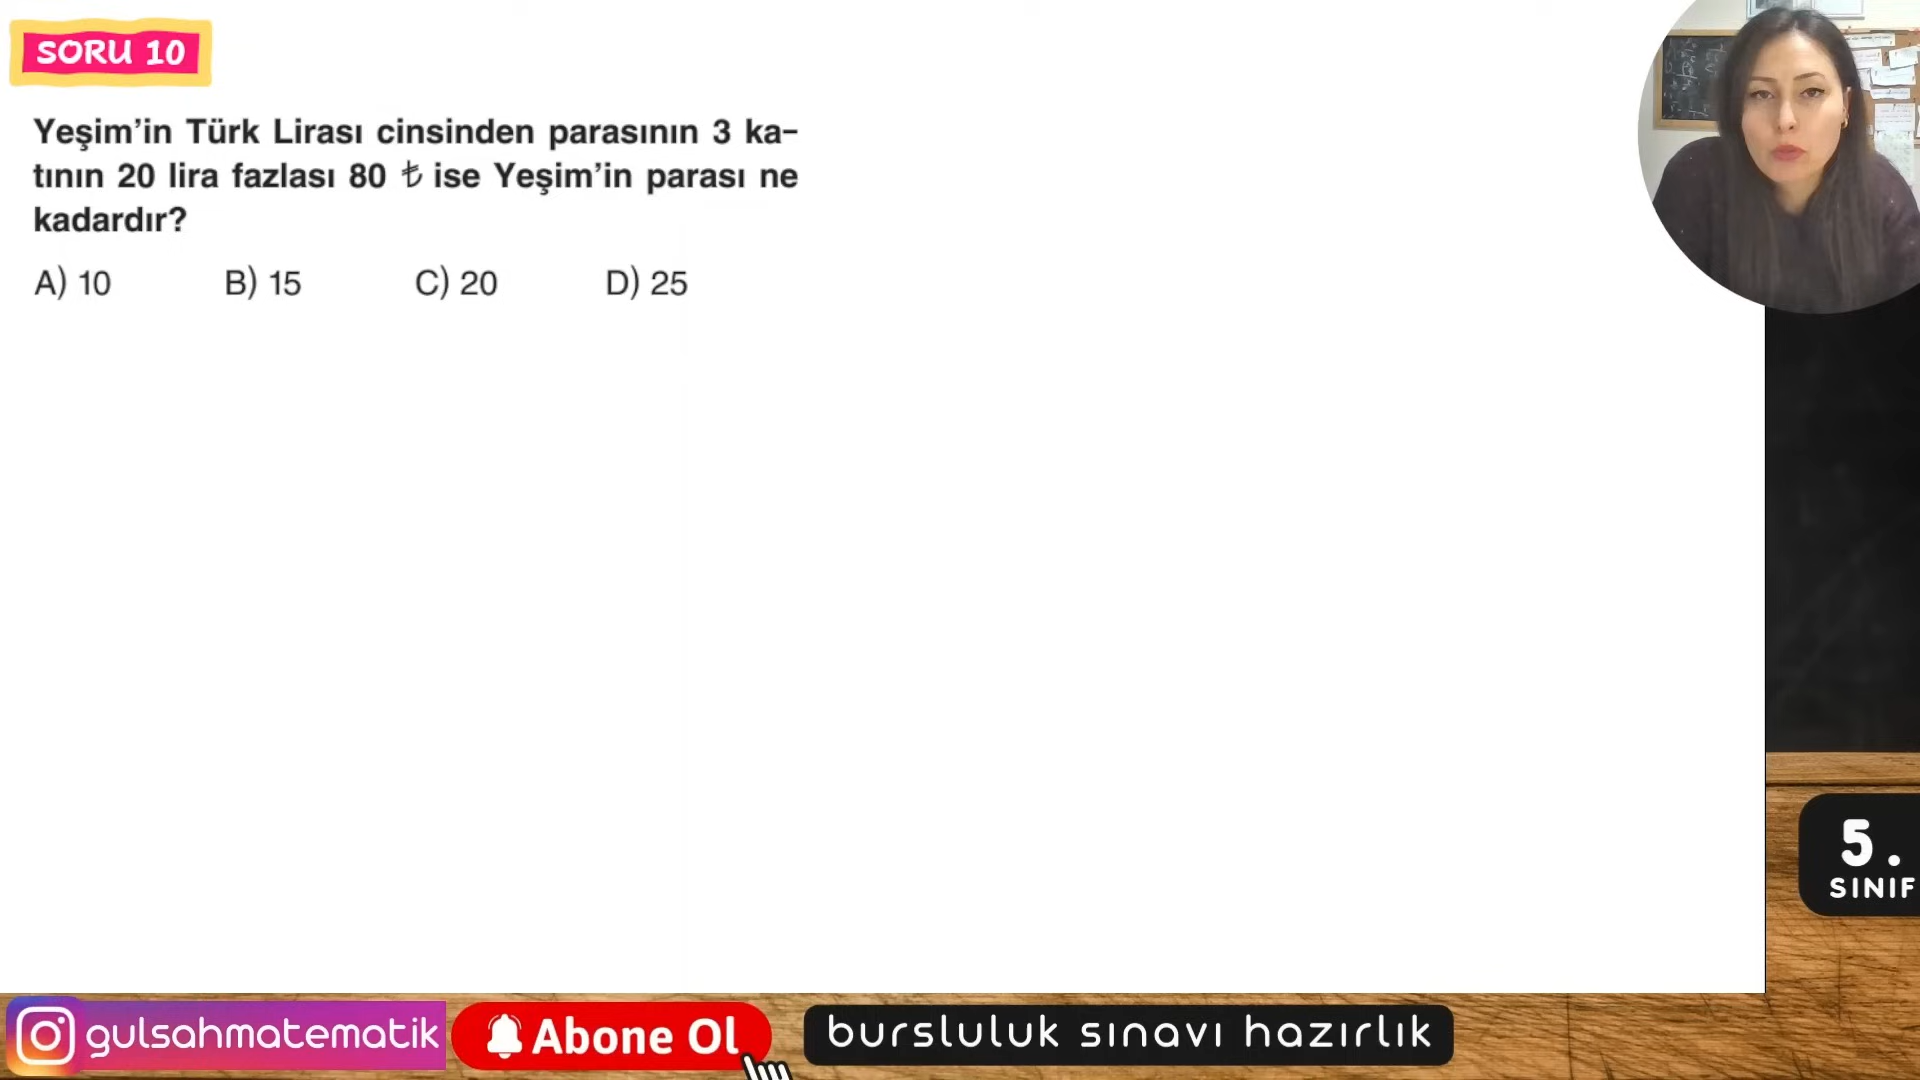 SORU 10
Yeşim’in Türk Lirası cinsinden parasının 3 ka-
tının 20 lira fazlası 80 ₺ ise Yeşim’in parası ne
kadardır?
A) 10 B) 15 C) 20 D) 25
5.
SINIF
gulsahmatematik
Abone Ol
bursluluk sınavı hazırlık